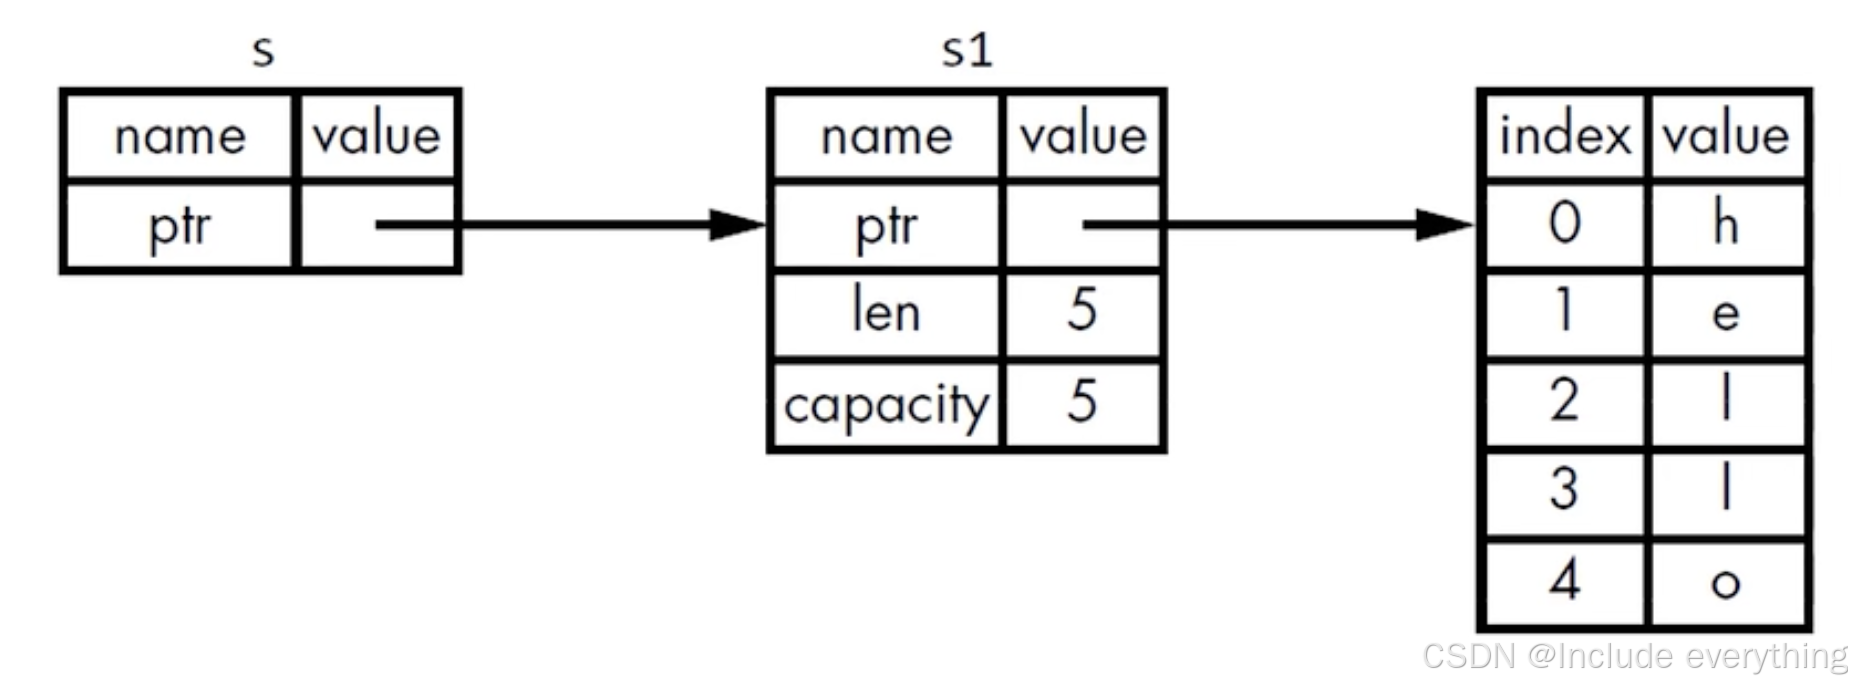 s
s1
name value
ptr
name value
ptr
len 5
capacity 5
index value
0 h
1 e
2 l
3 l
4 o
CSDN @Include everything